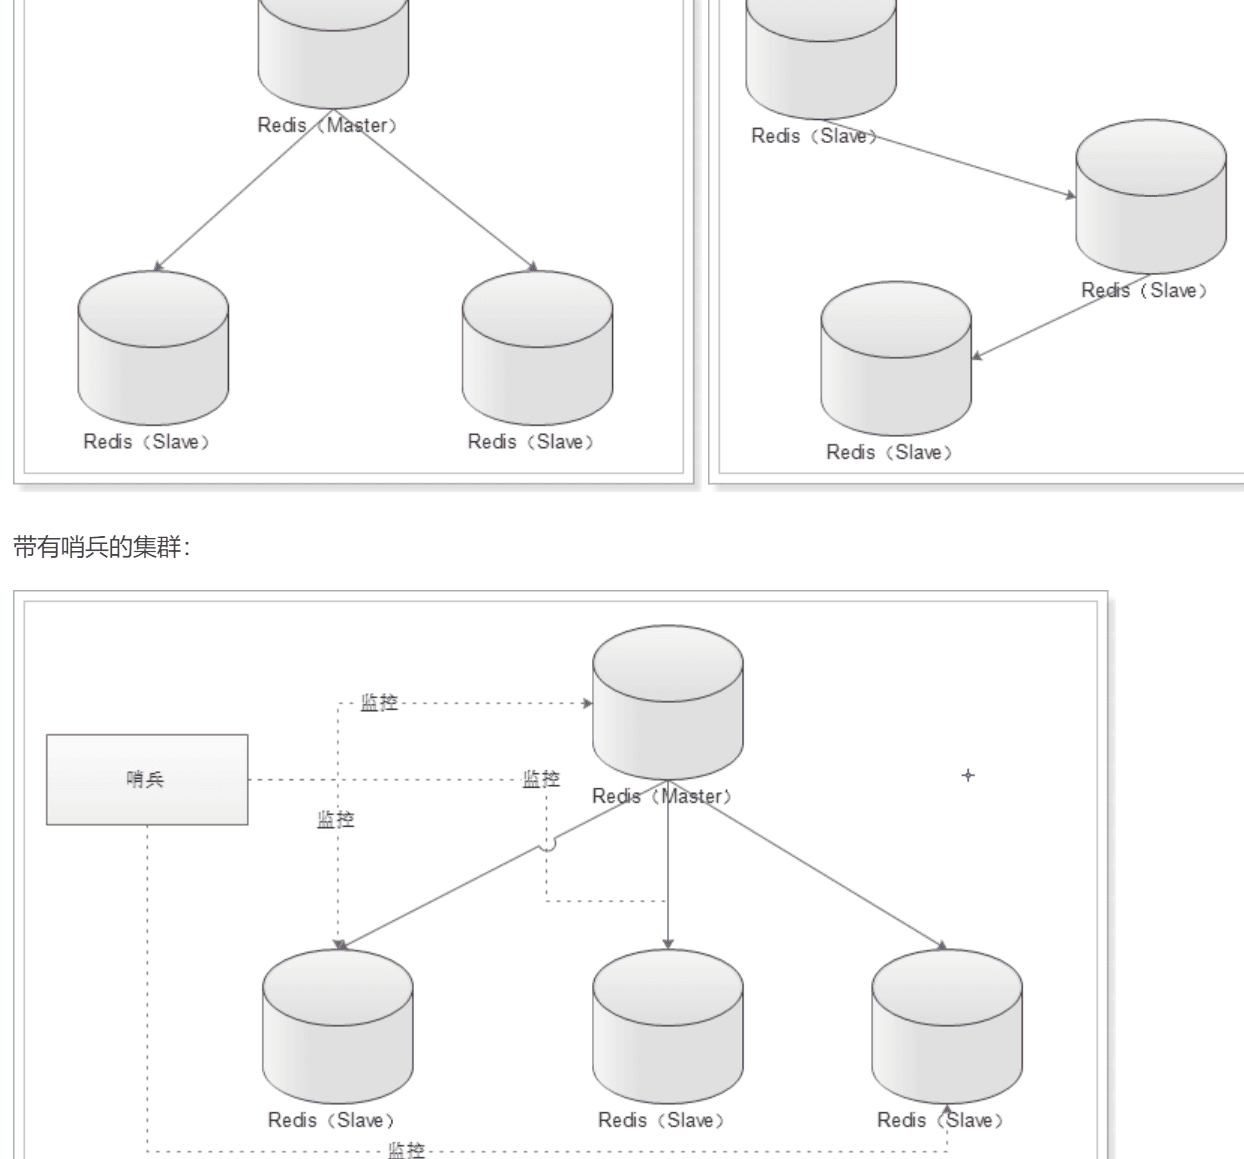 Redis（Master）
Redis（Slave）
Redis（Slave）
Redis（Slave）
Redis（Slave）
Redis（Slave）
带有哨兵的集群：
监控
哨兵
监控
Redis（Master）
监控
Redis（Slave）
Redis（Slave）
Redis（Slave）
监控